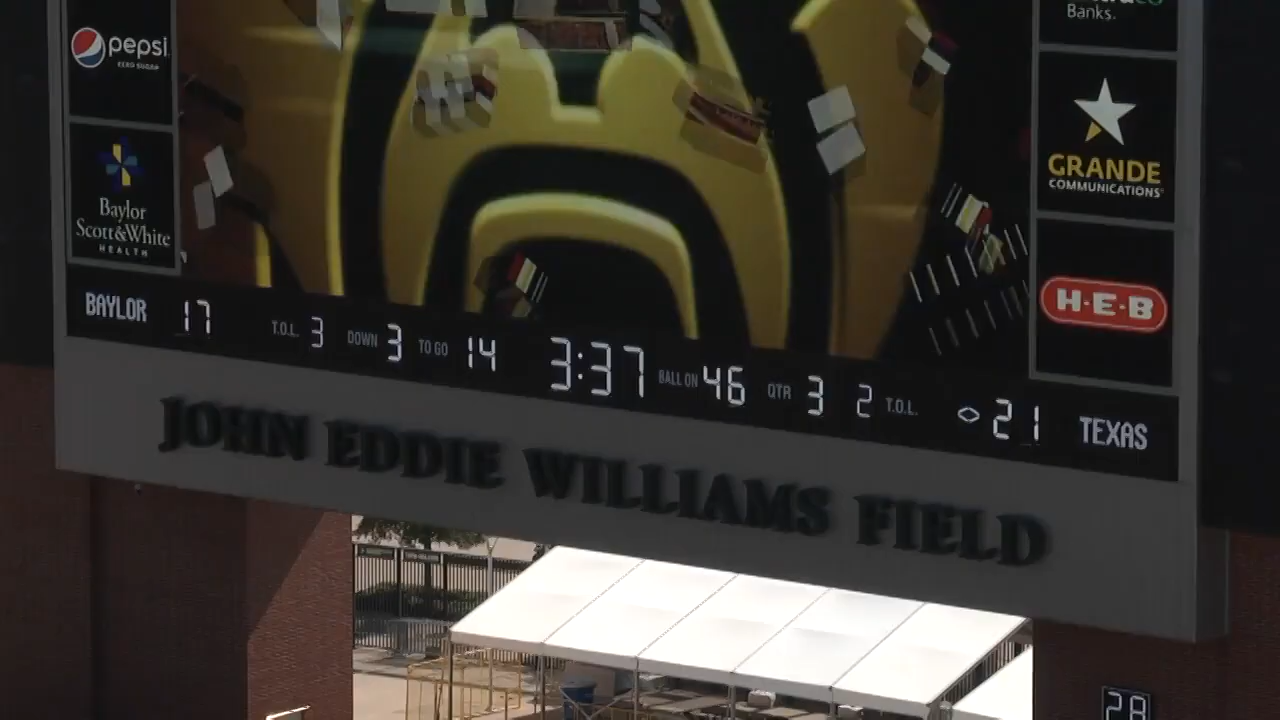 pepsi
ZERO SUGAR
Baylor
Scott&White
HEALTH
Banks.
GRANDE
COMMUNICATIONS
H-E-B
BAYLOR 17 T.O.L. 3 DOWN 3 TO GO 14 3:37 BALL ON 46 QTR 3 2 T.O.L. <> 21 TEXAS
JOHN EDDIE WILLIAMS FIELD
28